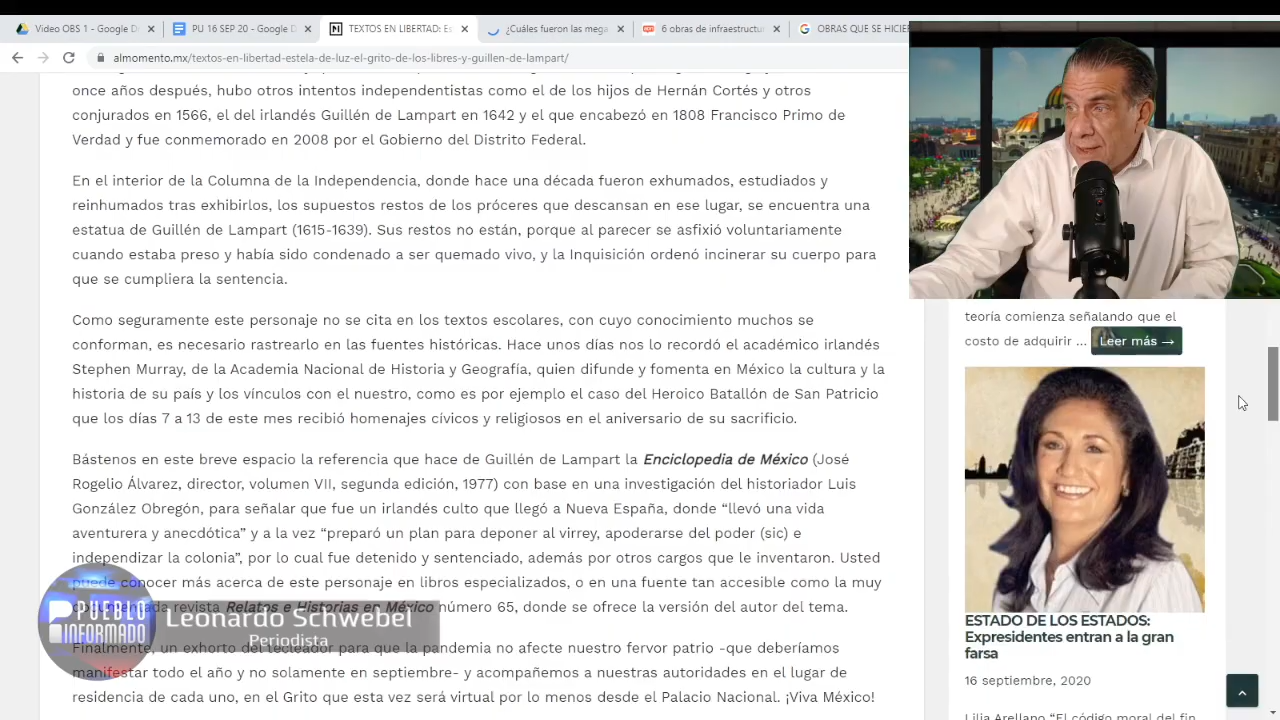 Video OBS 1 - Google D
PI 16 SEP 20 - Google D
TEXTOS EN LIBERTAD: Es
¿Cuáles fueron las mega
6 obras de infraestructur
OBRAS QUE SE HICIE
almomento.mx/textos-en-libertad-estela-de-luz-el-grito-de-los-libres-y-guillen-de-lampart/
once años después, hubo otros intentos independentistas como el de los hijos de Hernán Cortés y otros
conjurados en 1566, el del irlandés Guillén de Lampart en 1642 y el que encabezó en 1808 Francisco Primo de
Verdad y fue conmemorado en 2008 por el Gobierno del Distrito Federal.
En el interior de la Columna de la Independencia, donde hace una década fueron exhumados, estudiados y
reinhumados tras exhibirlos, los supuestos restos de los próceres que descansan en ese lugar, se encuentra una
estatua de Guillén de Lampart (1615-1639). Sus restos no están, porque al parecer se asfixió voluntariamente
cuando estaba preso y había sido condenado a ser quemado vivo, y la Inquisición ordenó incinerar su cuerpo para
que se cumpliera la sentencia.
Como seguramente este personaje no se cita en los textos escolares, con cuyo conocimiento muchos se
conforman, es necesario rastrearlo en las fuentes históricas. Hace unos días nos lo recordó el académico irlandés
Stephen Murray, de la Academia Nacional de Historia y Geografía, quien difunde y fomenta en México la cultura y la
historia de su país y los vínculos con el nuestro, como es por ejemplo el caso del Heroico Batallón de San Patricio
que los días 7 a 13 de este mes recibió homenajes cívicos y religiosos en el aniversario de su sacrificio.
Bástenos en este breve espacio la referencia que hace de Guillén de Lampart la Enciclopedia de México (José
Rogelio Álvarez, director, volumen VII, segunda edición, 1977) con base en una investigación del historiador Luis
González Obregón, para señalar que fue un irlandés culto que llegó a Nueva España, donde “llevó una vida
aventurera y anecdótica” y a la vez “preparó un plan para deponer al virrey, apoderarse del poder (sic) e
independizar la colonia”, por lo cual fue detenido y sentenciado, además por otros cargos que le inventaron. Usted
puede conocer más acerca de este personaje en libros especializados, o en una fuente tan accesible como la muy
revista Relatos e Historias en México número 65, donde se ofrece la versión del autor del tema.
Finalmente, un exhorto del tecleador para que la pandemia no afecte nuestro fervor patrio -que deberíamos
manifestar todo el año y no solamente en septiembre- y acompañemos a nuestras autoridades en el lugar de
residencia de cada uno, en el Grito que esta vez será virtual por lo menos desde el Palacio Nacional. ¡Viva México!
PUEBLO
INFORMADO
Leonardo Schwebel
Periodista
teoría comienza señalando que el
costo de adquirir ... Leer más →
ESTADO DE LOS ESTADOS:
Expresidentes entran a la gran
farsa
16 septiembre, 2020
Lilia Arellano “El código moral del fin